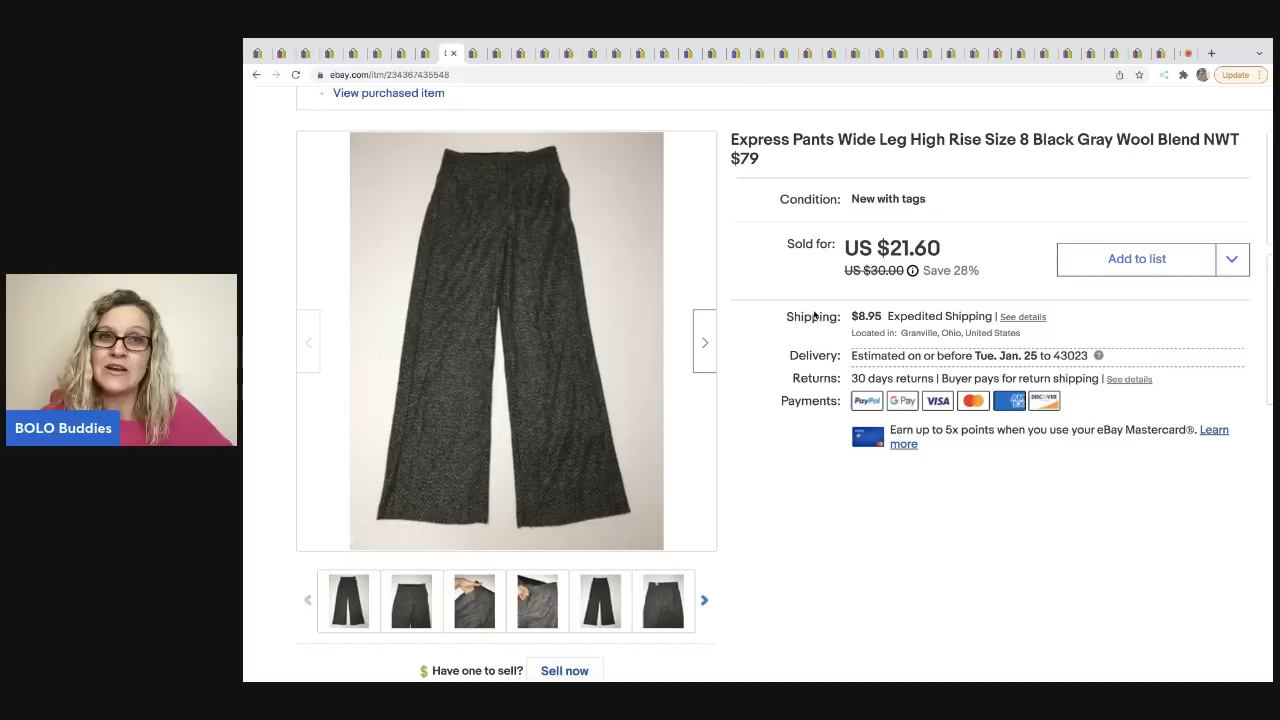 ebay.com/itm/234367435548
Update
View purchased item
Express Pants Wide Leg High Rise Size 8 Black Gray Wool Blend NWT
$79
Condition: New with tags
Sold for: US $21.60
US $30.00 Save 28%
Add to list
Shipping: $8.95 Expedited Shipping | See details
Located in: Granville, Ohio, United States
Delivery: Estimated on or before Tue. Jan. 25 to 43023
Returns: 30 days returns | Buyer pays for return shipping | See details
Payments: PayPal G Pay VISA AMEX DISCOVER
Earn up to 5x points when you use your eBay Mastercard®. Learn
more
BOLO Buddies
Have one to sell? Sell now